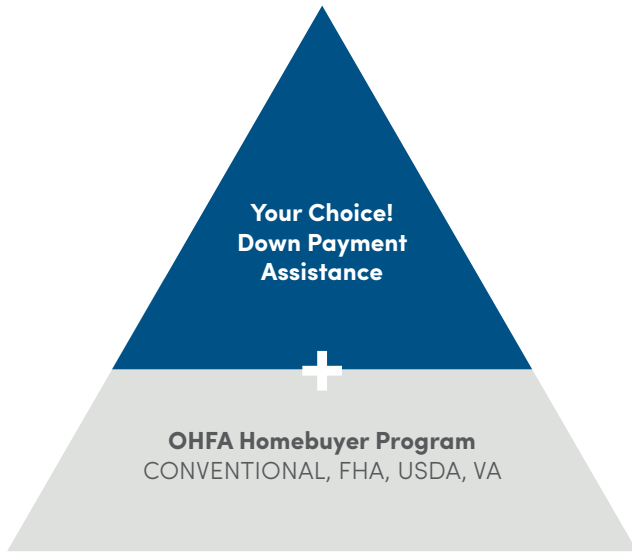 Your Choice!
Down Payment
Assistance
+
OHFA Homebuyer Program
CONVENTIONAL, FHA, USDA, VA